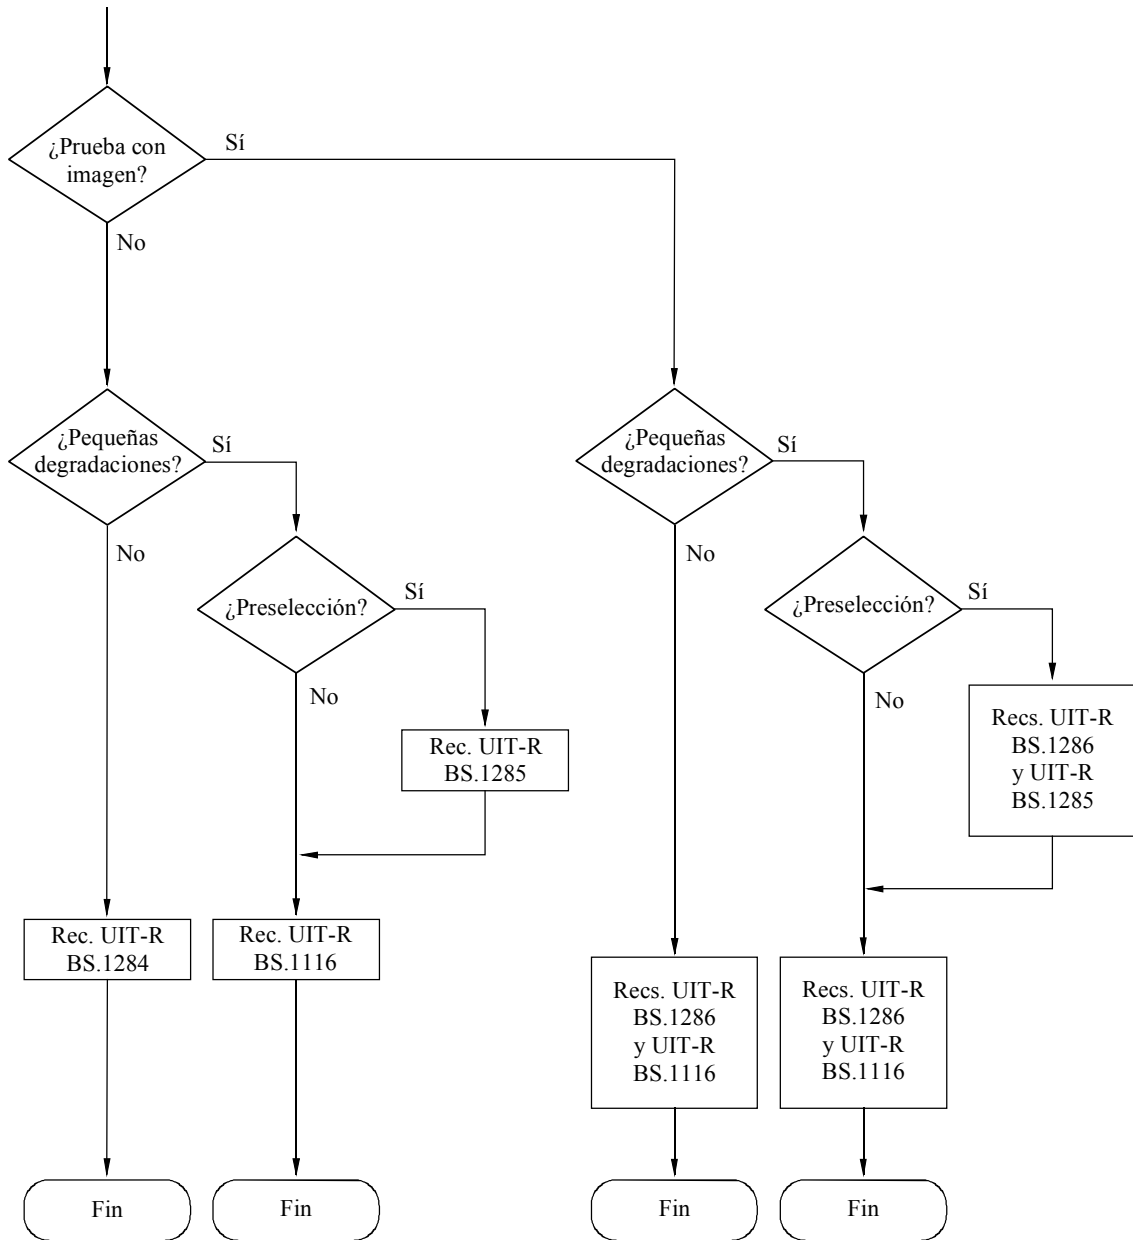 ¿Prueba con
imagen?
Sí
No
¿Pequeñas
degradaciones?
Sí
No
¿Preselección?
Sí
No
Rec. UIT-R
BS.1285
Rec. UIT-R
BS.1284
Rec. UIT-R
BS.1116
Fin
Fin
¿Pequeñas
degradaciones?
Sí
No
¿Preselección?
Sí
No
Recs. UIT-R
BS.1286
y UIT-R
BS.1285
Recs. UIT-R
BS.1286
y UIT-R
BS.1116
Recs. UIT-R
BS.1286
y UIT-R
BS.1116
Fin
Fin